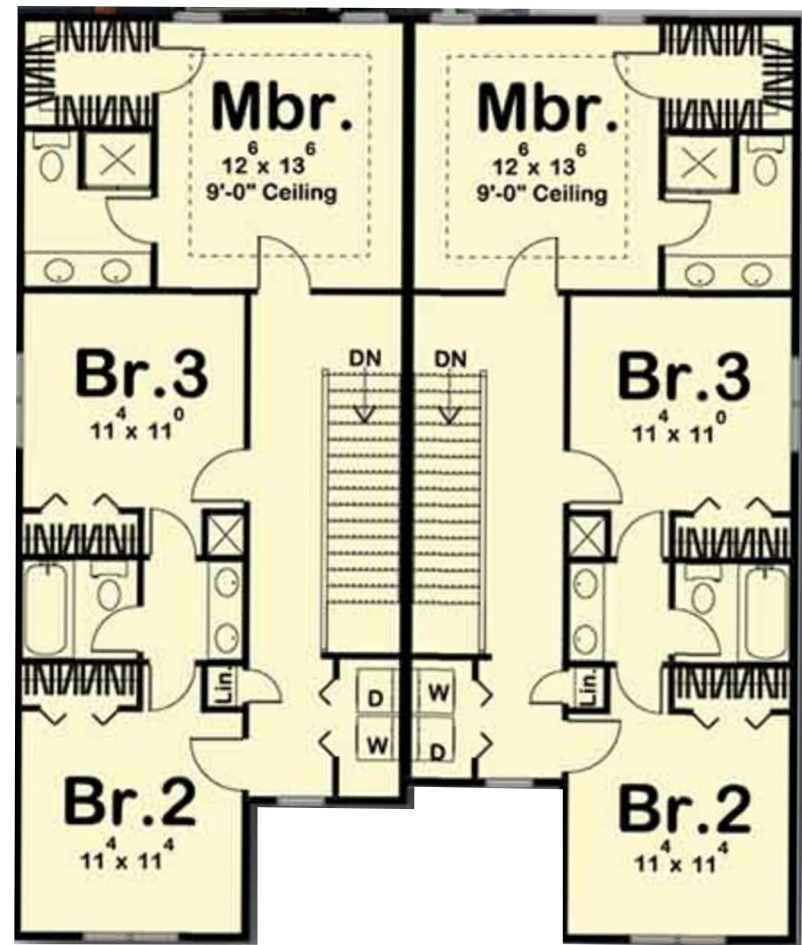 Mbr.
12⁶ x 13⁶
9'-0" Ceiling
Mbr.
12⁶ x 13⁶
9'-0" Ceiling
Br.3
11⁴ x 11⁰
DN
DN
Br.3
11⁴ x 11⁰
Lin.
D
W
W
D
Lin.
Br.2
11⁴ x 11⁴
Br.2
11⁴ x 11⁴